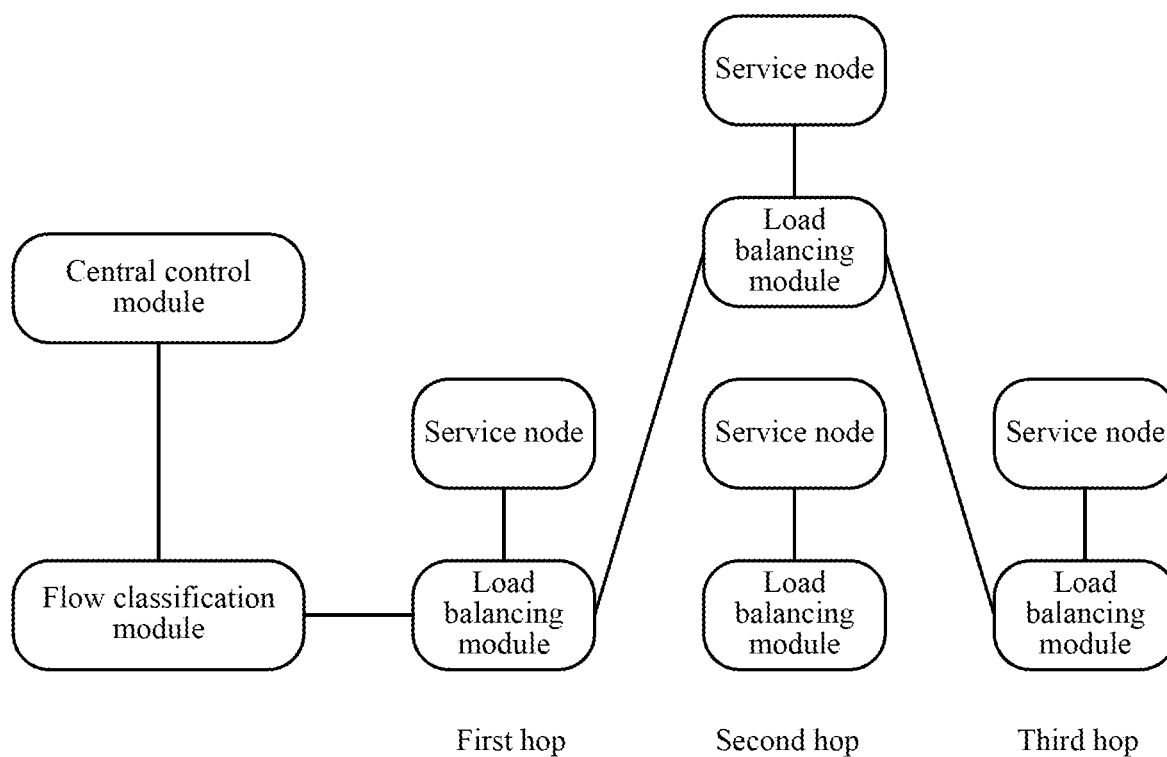 Service node
Load
balancing
module
Central control
module
Service node
Service node
Service node
Flow classification
module
Load
balancing
module
Load
balancing
module
Load
balancing
module
First hop
Second hop
Third hop